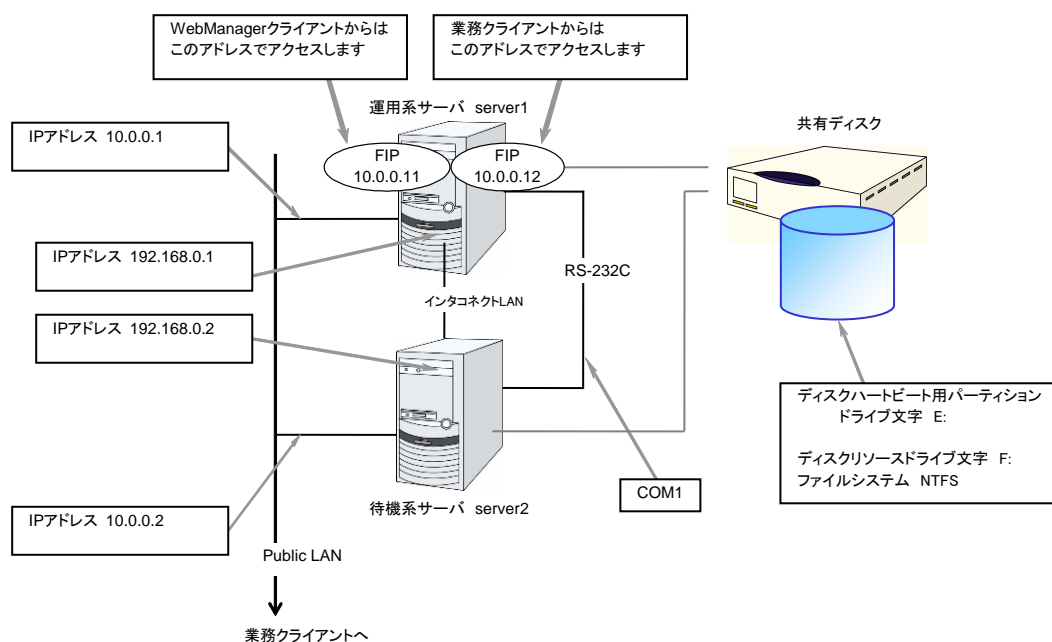 WebManagerクライアントからは
このアドレスでアクセスします
業務クライアントからは
このアドレスでアクセスします
運用系サーバ server1
共有ディスク
IPアドレス 10.0.0.1
FIP
10.0.0.11
FIP
10.0.0.12
IPアドレス 192.168.0.1
RS-232C
インタコネクトLAN
IPアドレス 192.168.0.2
ディスクハートビート用パーティション
ドライブ文字 E:
ディスクリソースドライブ文字 F:
ファイルシステム NTFS
COM1
IPアドレス 10.0.0.2
待機系サーバ server2
Public LAN
業務クライアントへ